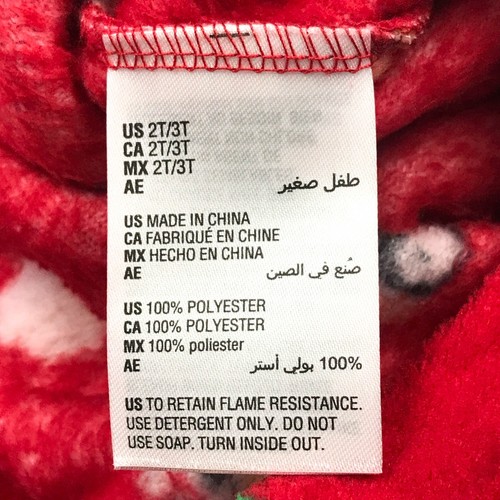 US 2T/3T
CA 2T/3T
MX 2T/3T
AE طفل صغير
US MADE IN CHINA
CA FABRIQUÉ EN CHINE
MX HECHO EN CHINA
AE صُنع في الصين
US 100% POLYESTER
CA 100% POLYESTER
MX 100% poliester
AE 100% بولي أستر
US TO RETAIN FLAME RESISTANCE.
USE DETERGENT ONLY. DO NOT
USE SOAP. TURN INSIDE OUT.